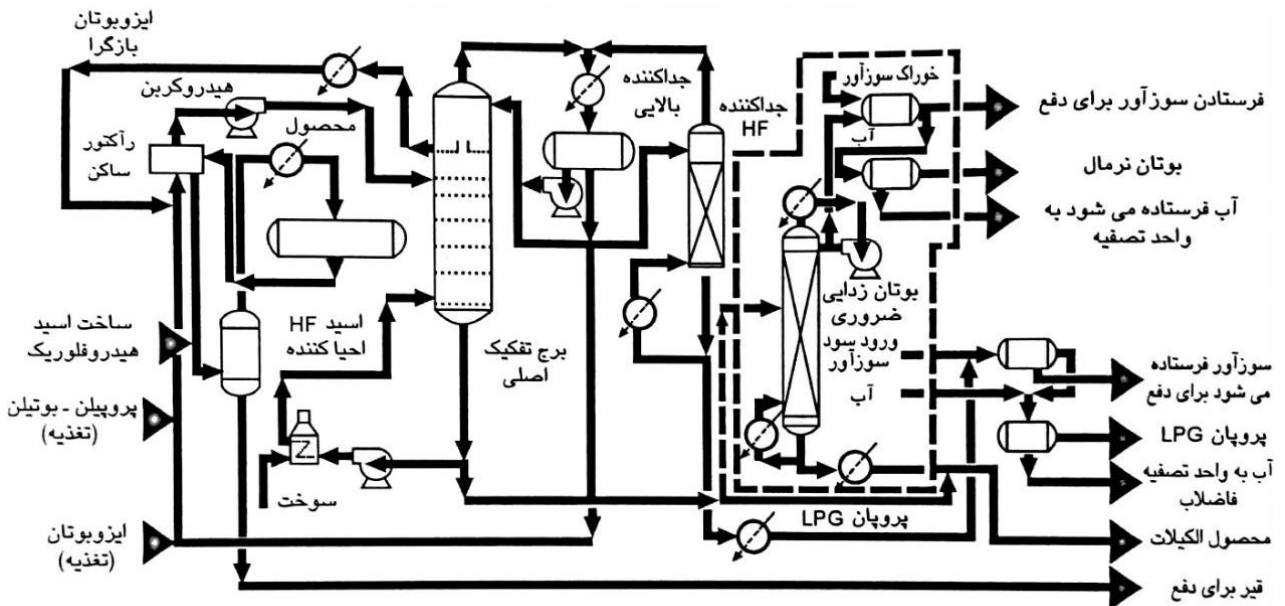 ایزوبوتان
بازگرا
هیدروکربن
محصول
رآکتور
ساکن
جداکننده
بالایی
جداکننده
HF
خوراک سوزآور
آب
فرستادن سوزآور برای دفع
بوتان نرمال
آب فرستاده می شود به
واحد تصفیه
ساخت اسید
هیدروفلوریک
اسید HF
احیا کننده
برج تفکیک
اصلی
بوتان زدایی
ضروری
ورود سود
سوزآور
آب
سوزآور فرستاده
می شود برای دفع
پروپیلن - بوتیلن
(تغذیه)
پروپان LPG
آب به واحد تصفیه
فاضلاب
سوخت
پروپان LPG
ایزوبوتان
(تغذیه)
محصول الکیلات
قیر برای دفع